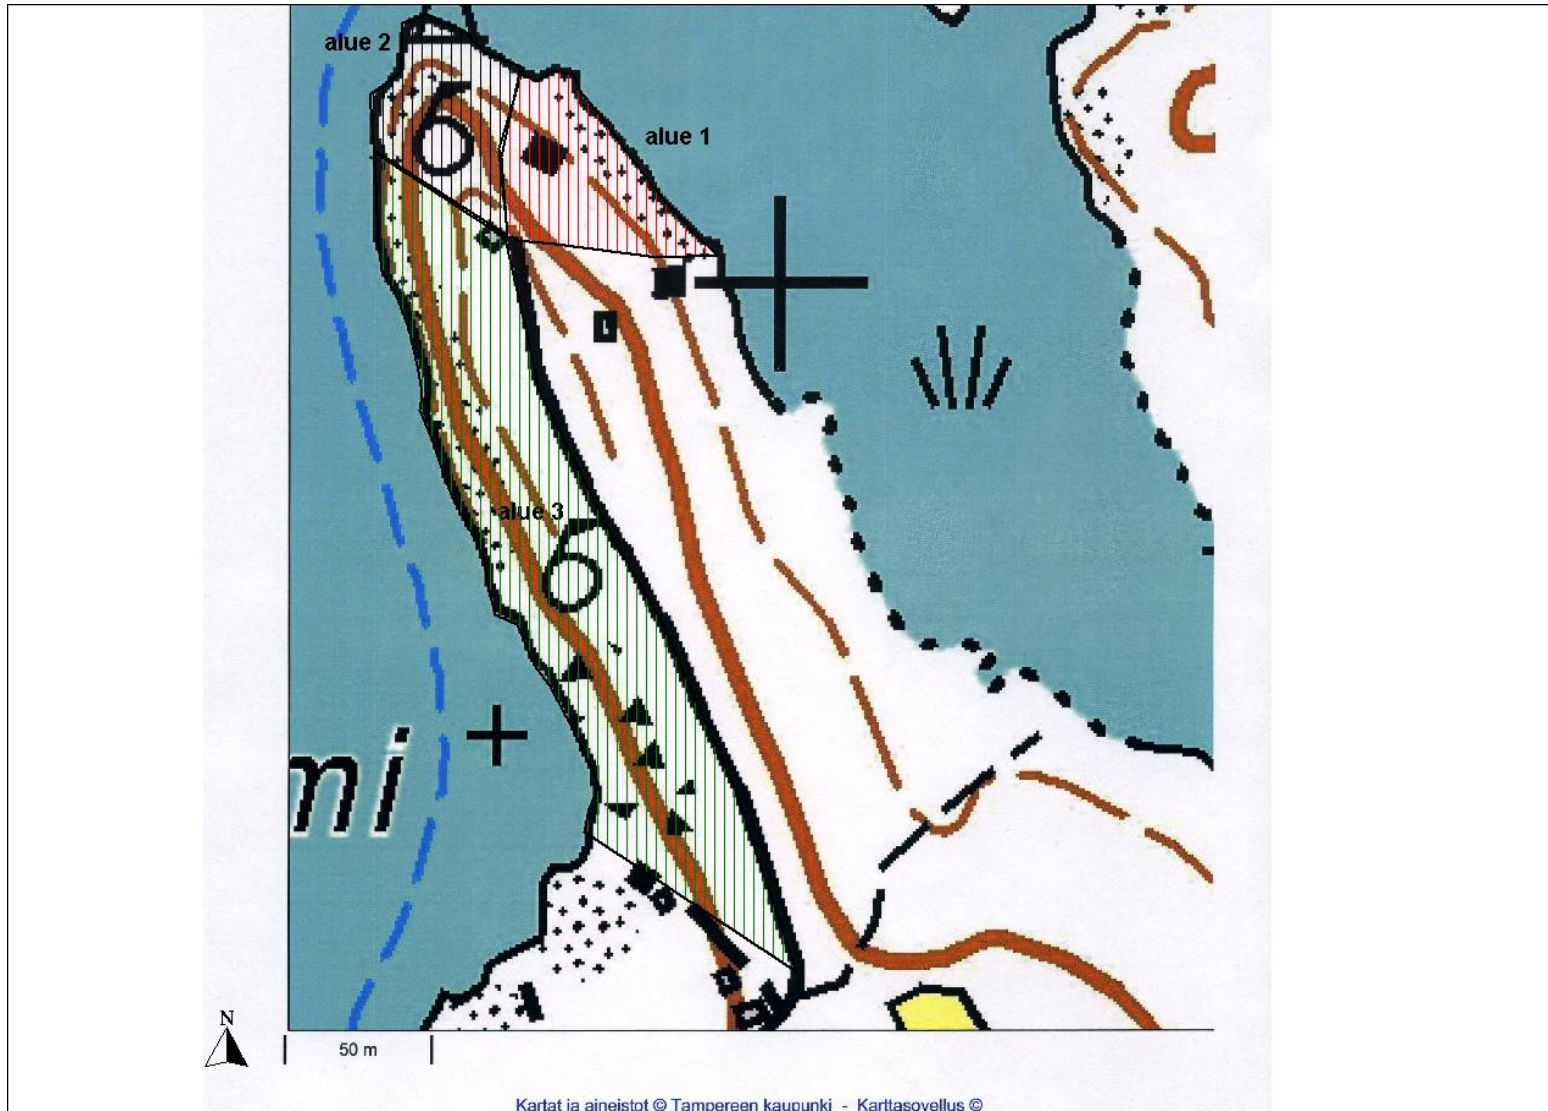 alue 2
alue 1
alue 3
mi
N
50 m
Kartat ja aineistot © Tampereen kaupunki - Karttasovellus ©